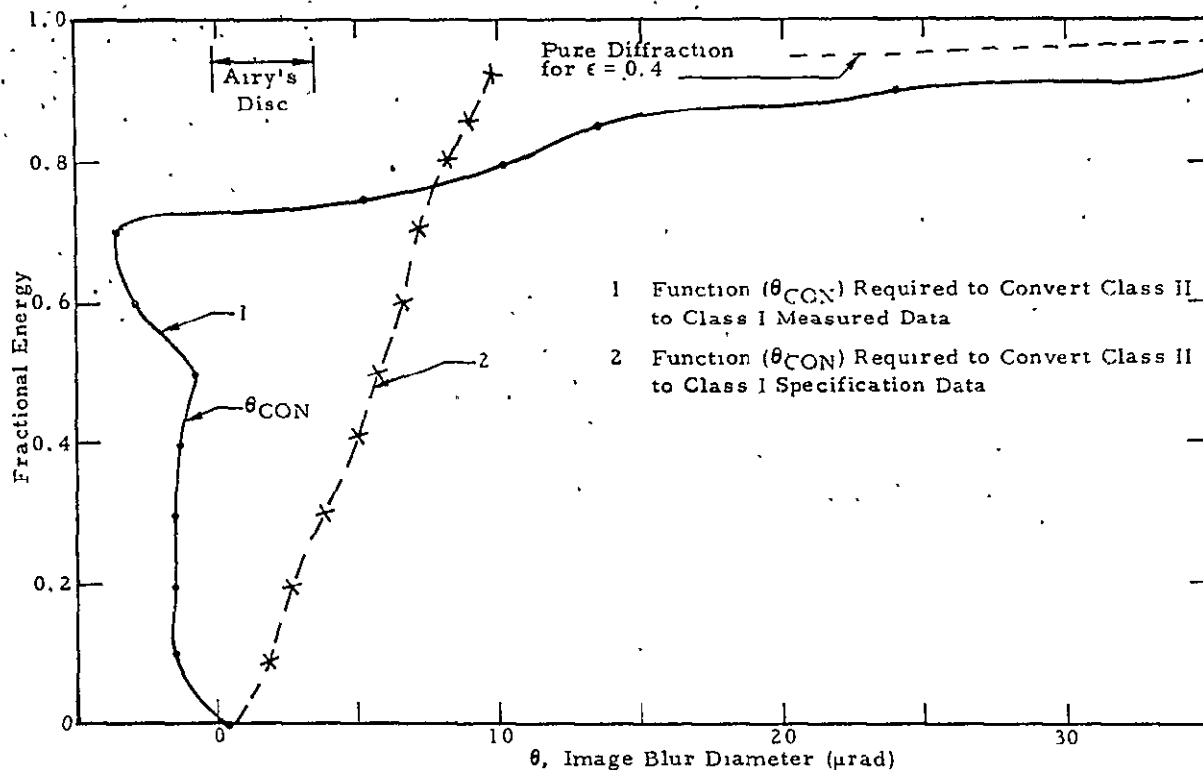 1.0
Pure Diffraction
for ε = 0.4
Airy's
Disc
0.8
0.6
0.4
0.2
0
Fractional Energy
1
θCON
2
1 Function (θCON) Required to Convert Class II
to Class I Measured Data
2 Function (θCON) Required to Convert Class II
to Class I Specification Data
0 10 20 30
θ, Image Blur Diameter (μrad)